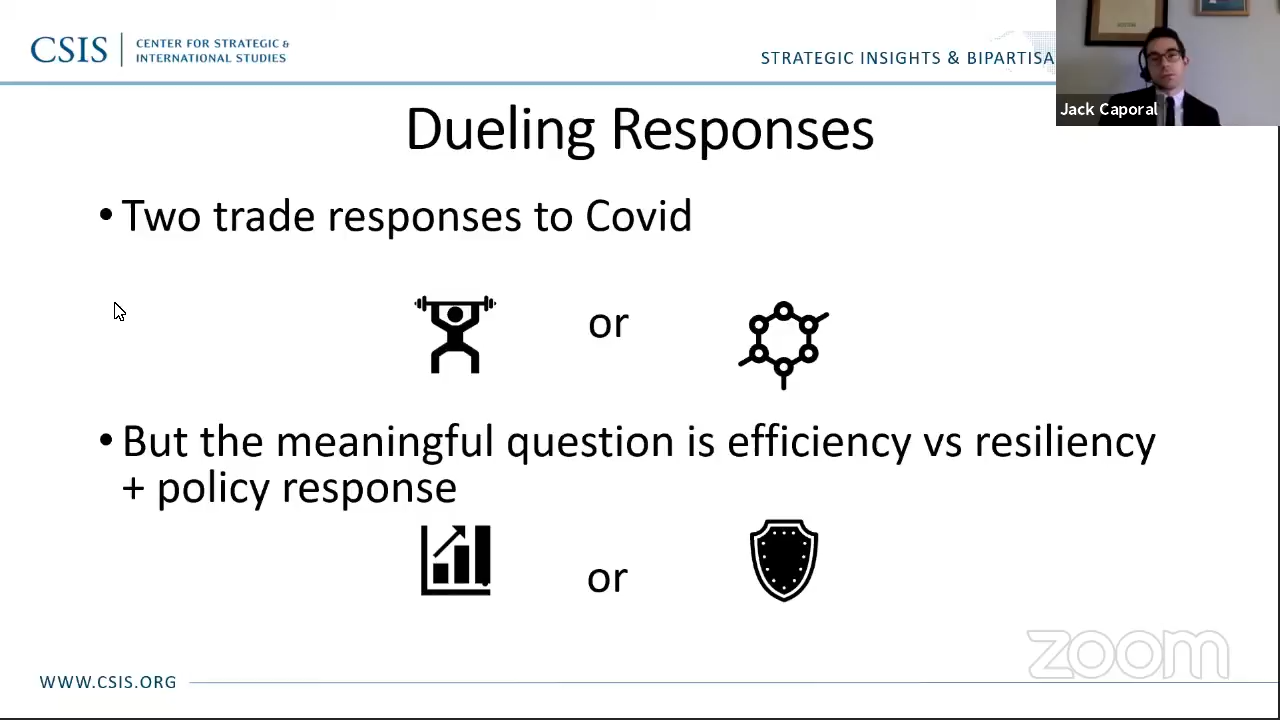 CSIS
CENTER FOR STRATEGIC &
INTERNATIONAL STUDIES
STRATEGIC INSIGHTS & BIPARTISA
Jack Caporal
Dueling Responses
• Two trade responses to Covid
or
• But the meaningful question is efficiency vs resiliency
+ policy response
or
zoom
WWW.CSIS.ORG